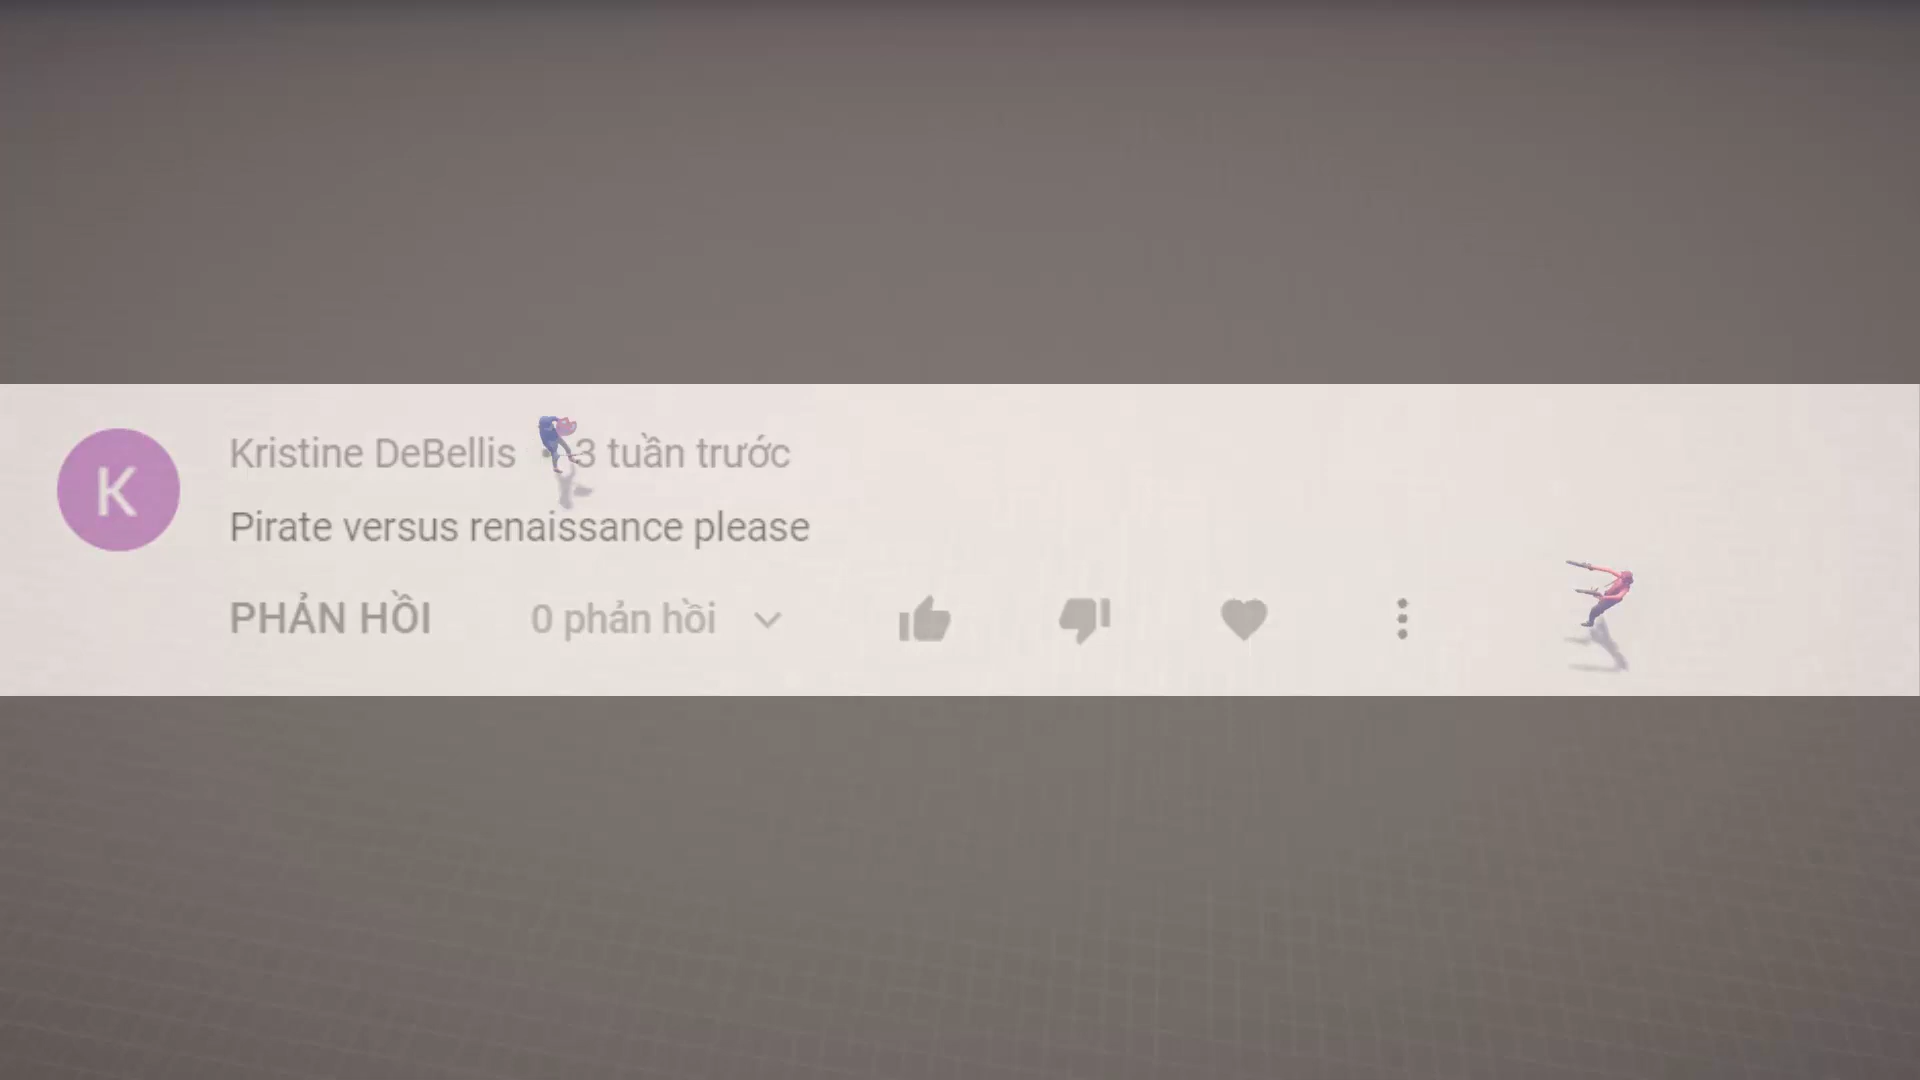 K
Kristine DeBellis 3 tuần trước
Pirate versus renaissance please
PHẢN HỒI 0 phản hồi